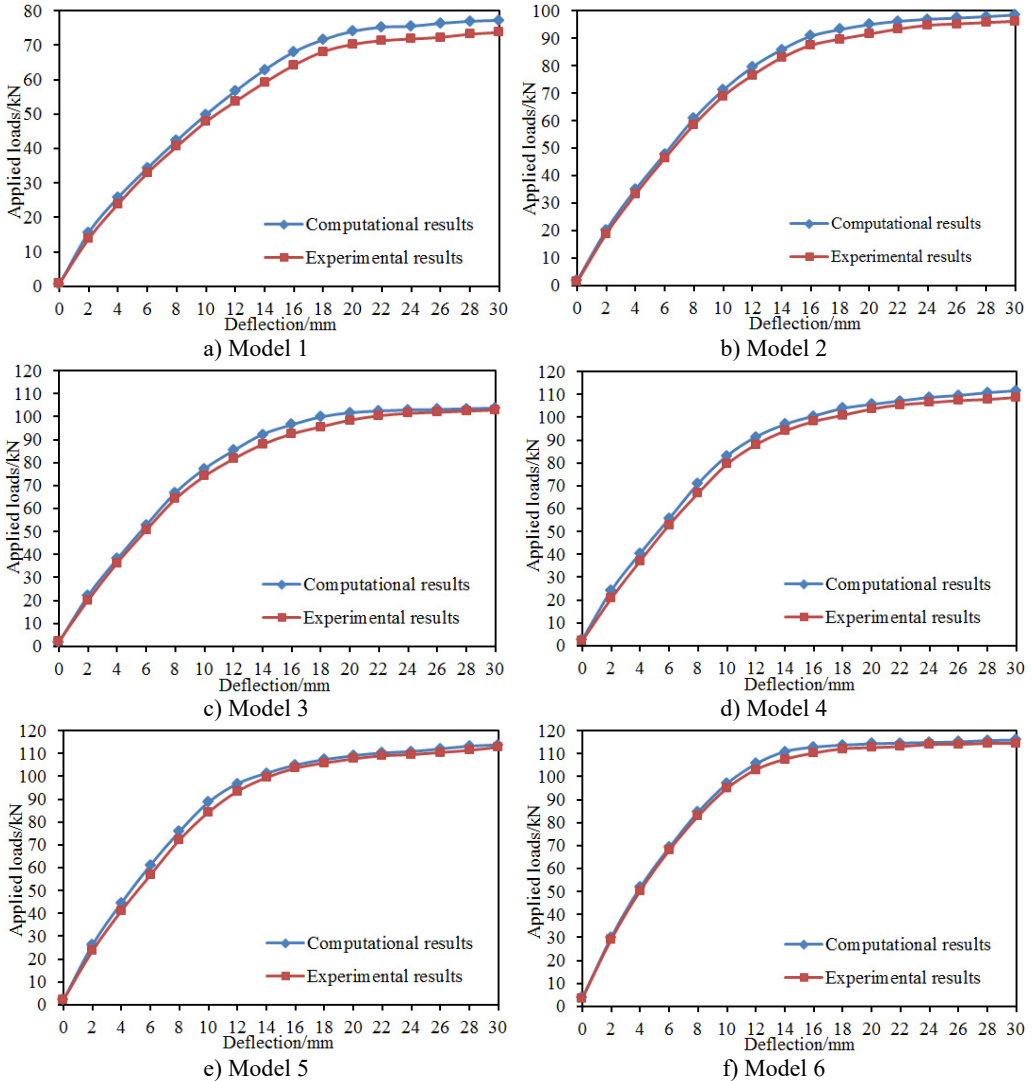 Applied loads/kN
80
70
60
50
40
30
20
10
0
Computational results
Experimental results
0 2 4 6 8 10 12 14 16 18 20 22 24 26 28 30
Deflection/mm
a) Model 1
Applied loads/kN
100
90
80
70
60
50
40
30
20
10
0
Computational results
Experimental results
0 2 4 6 8 10 12 14 16 18 20 22 24 26 28 30
Deflection/mm
b) Model 2
Applied loads/kN
120
110
100
90
80
70
60
50
40
30
20
10
0
Computational results
Experimental results
0 2 4 6 8 10 12 14 16 18 20 22 24 26 28 30
Deflection/mm
c) Model 3
Applied loads/kN
120
110
100
90
80
70
60
50
40
30
20
10
0
Computational results
Experimental results
0 2 4 6 8 10 12 14 16 18 20 22 24 26 28 30
Deflection/mm
d) Model 4
Applied loads/kN
120
110
100
90
80
70
60
50
40
30
20
10
0
Computational results
Experimental results
0 2 4 6 8 10 12 14 16 18 20 22 24 26 28 30
Deflection/mm
e) Model 5
Applied loads/kN
120
110
100
90
80
70
60
50
40
30
20
10
0
Computational results
Experimental results
0 2 4 6 8 10 12 14 16 18 20 22 24 26 28 30
Deflection/mm
f) Model 6